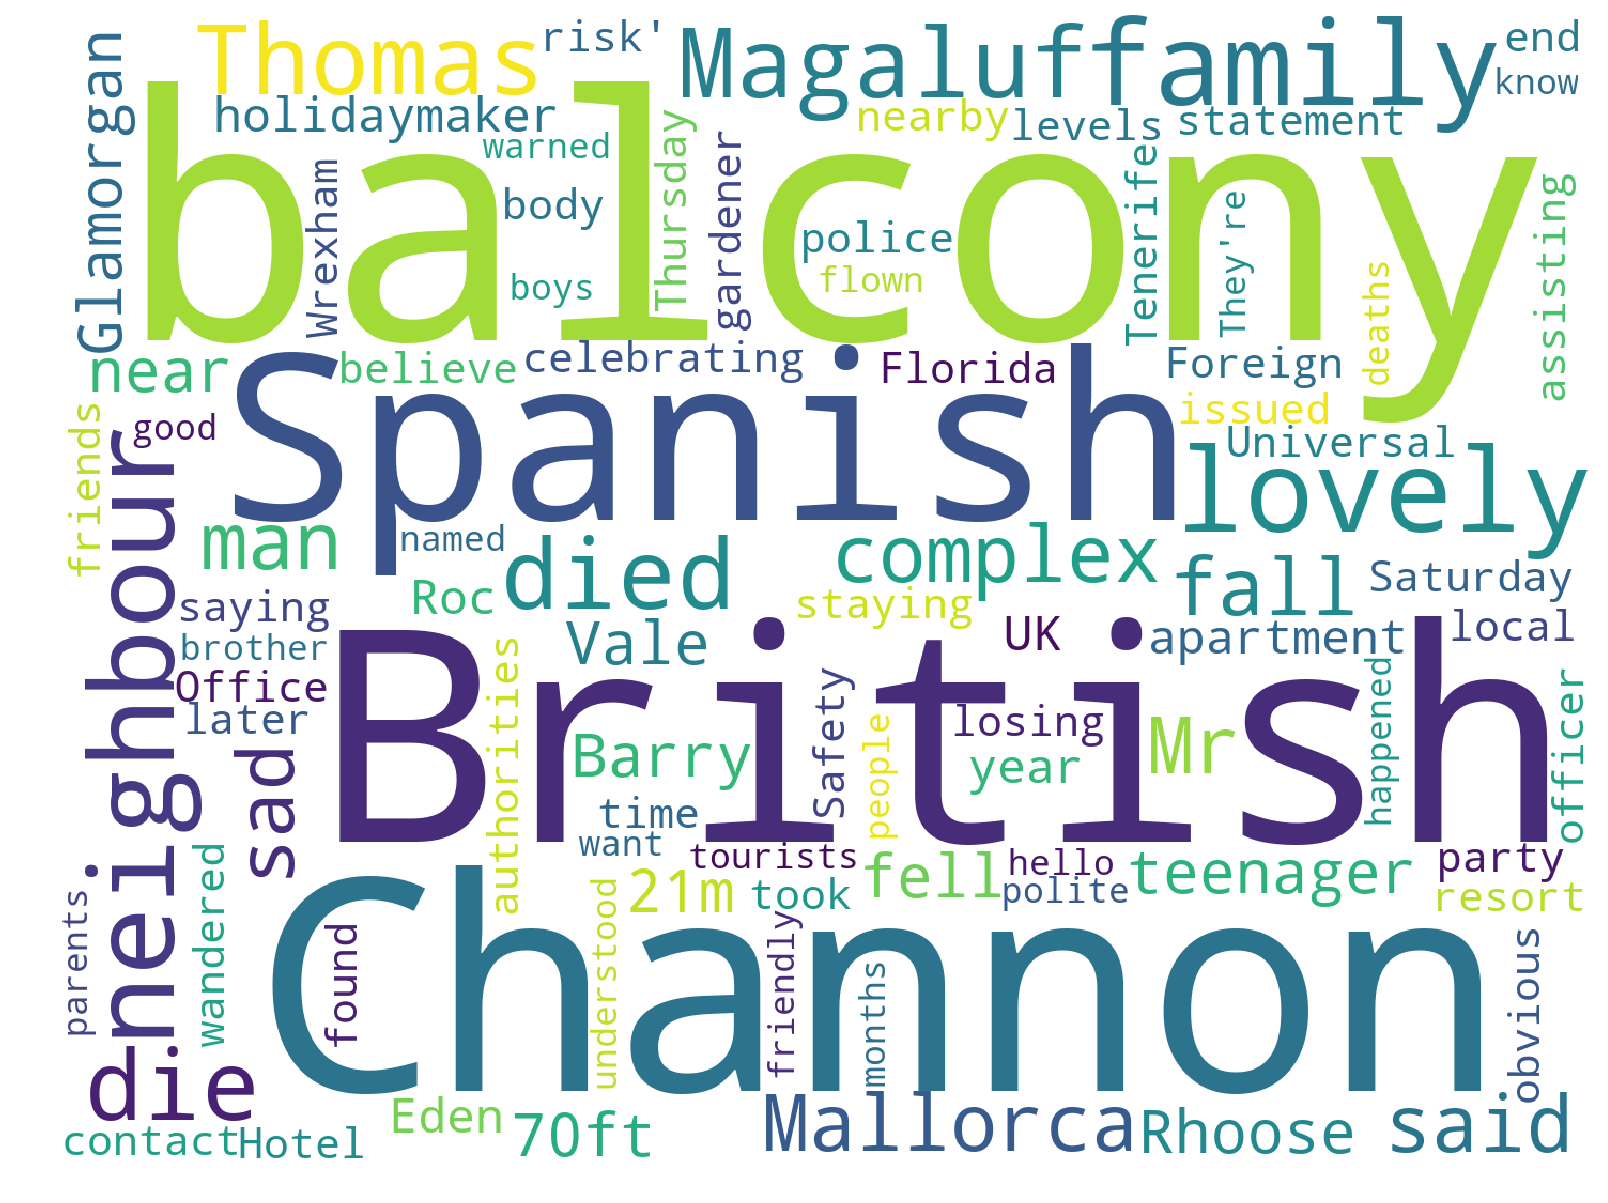 Thomas
risk'
Magaluf
family
end
know
Glamorgan
holidaymaker
warned
nearby
levels
statement
balcony
Wrexham
body
Thursday
gardener
police
Tenerife
They're
assisting
boys
flown
deaths
near
believe
celebrating
Florida
Foreign
issued
friends
good
Spanish
Universal
lovely
neighbour
man
named
died
complex
fall
Saturday
saying
Roc
staying
brother
Vale
UK
apartment
local
Office
British
later
authorities
Safety
losing
happened
officer
sad
Barry
people
year
Mr
time
want
tourists
hello
party
wandered
21m
took
fell
polite
teenager
resort
parents
found
understood
friendly
months
obvious
Channon
die
Eden
70ft
Mallorca
Rhoose
said
contact
Hotel